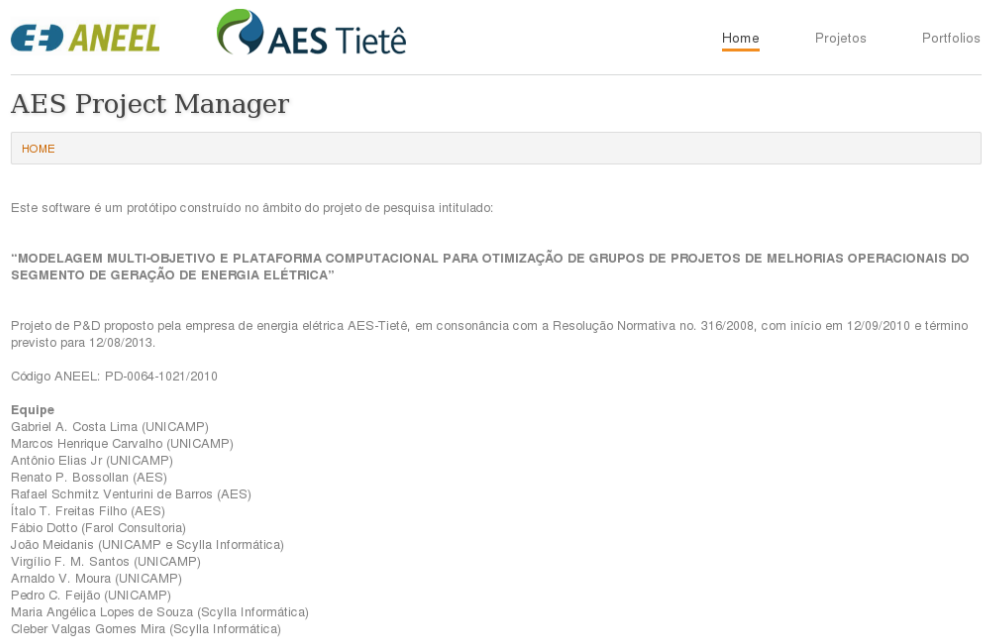 ANEEL
AES Tietê
Home Projetos Portfolios
AES Project Manager
HOME
Este software é um protótipo construído no âmbito do projeto de pesquisa intitulado:
“MODELAGEM MULTI-OBJETIVO E PLATAFORMA COMPUTACIONAL PARA OTIMIZAÇÃO DE GRUPOS DE PROJETOS DE MELHORIAS OPERACIONAIS DO
SEGMENTO DE GERAÇÃO DE ENERGIA ELÉTRICA”
Projeto de P&D proposto pela empresa de energia elétrica AES-Tietê, em consonância com a Resolução Normativa no. 316/2008, com início em 12/09/2010 e término
previsto para 12/08/2013.
Código ANEEL: PD-0064-1021/2010
Equipe
Gabriel A. Costa Lima (UNICAMP)
Marcos Henrique Carvalho (UNICAMP)
Antônio Elias Jr (UNICAMP)
Renato P. Bossollan (AES)
Rafael Schmitz Venturini de Barros (AES)
Ítalo T. Freitas Filho (AES)
Fábio Dotto (Farol Consultoria)
João Meidanis (UNICAMP e Scylla Informática)
Virgílio F. M. Santos (UNICAMP)
Arnaldo V. Moura (UNICAMP)
Pedro C. Feijão (UNICAMP)
Maria Angélica Lopes de Souza (Scylla Informática)
Cleber Valgas Gomes Mira (Scylla Informática)